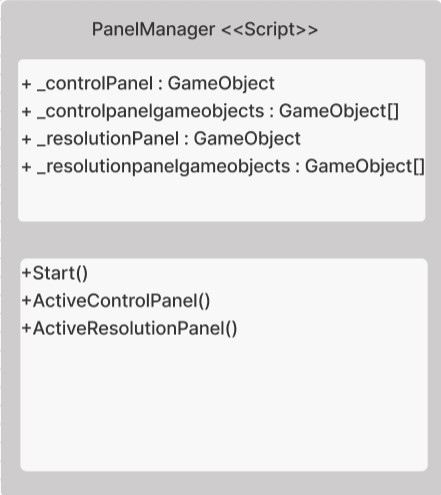 PanelManager <<Script>>
+ _controlPanel : GameObject
+ _controlpanelgameobjects : GameObject[]
+ _resolutionPanel : GameObject
+ _resolutionpanelgameobjects : GameObject[]
+Start()
+ActiveControlPanel()
+ActiveResolutionPanel()